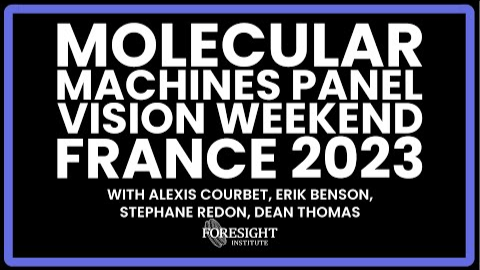 MOLECULAR
MACHINES PANEL
VISION WEEKEND
FRANCE 2023
WITH ALEXIS COURBET, ERIK BENSON,
STEPHANE REDON, DEAN THOMAS
FORESIGHT
INSTITUTE